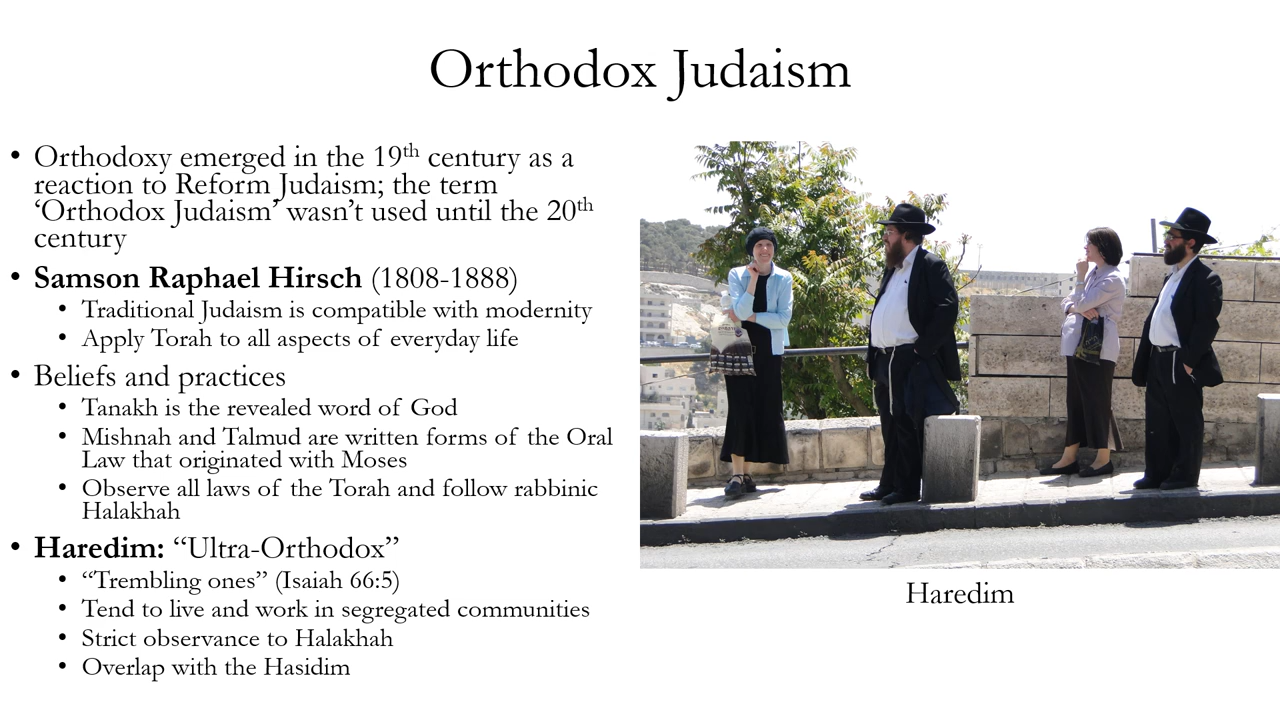 Orthodox Judaism
• Orthodoxy emerged in the 19th century as a
reaction to Reform Judaism; the term
‘Orthodox Judaism’ wasn’t used until the 20th
century
• Samson Raphael Hirsch (1808-1888)
• Traditional Judaism is compatible with modernity
• Apply Torah to all aspects of everyday life
• Beliefs and practices
• Tanakh is the revealed word of God
• Mishnah and Talmud are written forms of the Oral
Law that originated with Moses
• Observe all laws of the Torah and follow rabbinic
Halakhah
• Haredim: “Ultra-Orthodox”
• “Trembling ones” (Isaiah 66:5)
• Tend to live and work in segregated communities
• Strict observance to Halakhah
• Overlap with the Hasidim
Haredim